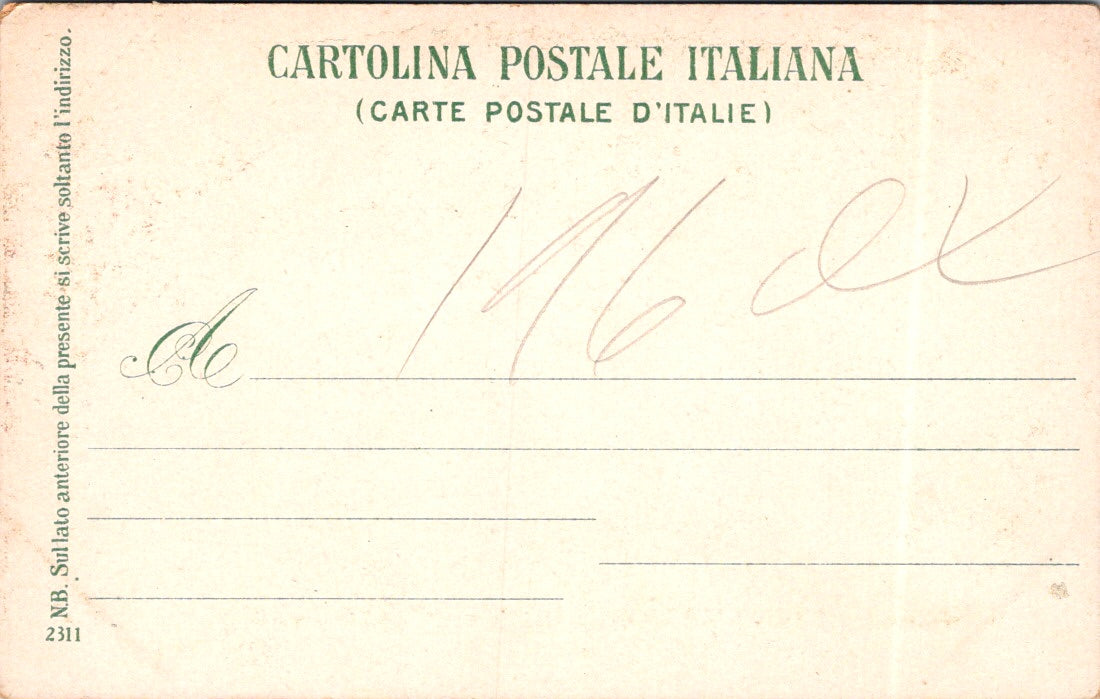 CARTOLINA POSTALE ITALIANA
(CARTE POSTALE D'ITALIE)
A
N.B. Sul lato anteriore della presente si scrive soltanto l'indirizzo.
2311